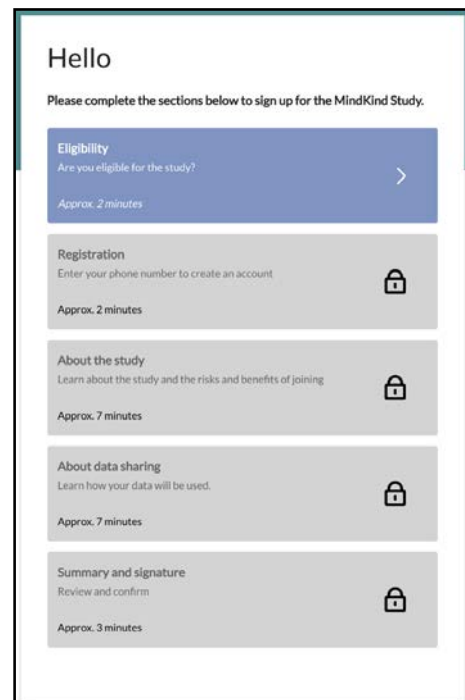 Hello
Please complete the sections below to sign up for the MindKind Study.
Eligibility
Are you eligible for the study?
Approx. 2 minutes
Registration
Enter your phone number to create an account
Approx. 2 minutes
About the study
Learn about the study and the risks and benefits of joining
Approx. 7 minutes
About data sharing
Learn how your data will be used.
Approx. 7 minutes
Summary and signature
Review and confirm
Approx. 3 minutes